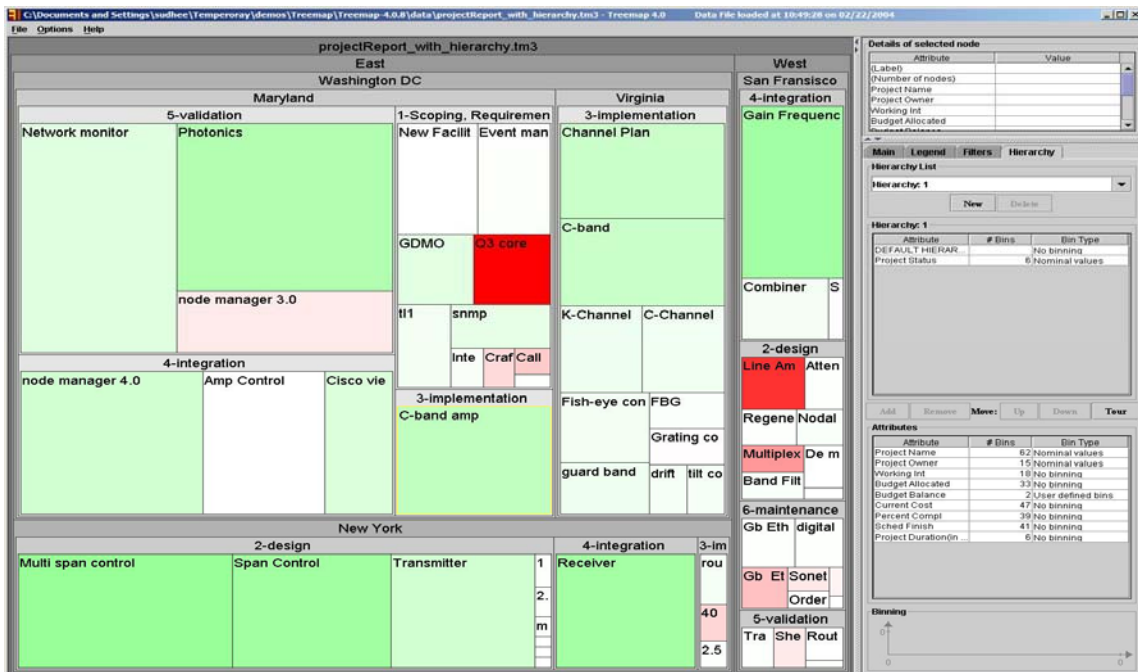 C:\Documents and Settings\sudhee\Temperoray\demos\Treemap\Treemap-4.0.8\data\projectReport_with_hierarchy.tm3 - Treemap 4.0 Data File loaded at 10:49:26 on 02/22/2004
File Options Help
projectReport_with_hierarchy.tm3
East
West
Washington DC
San Fransisco
Maryland
Virginia
4-integration
5-validation
1-Scoping, Requiremen
3-implementation
Network monitor
Photonics
New Facilit
Event man
Channel Plan
Gain Frequenc
C-band
GDMO
Q3 core
node manager 3.0
Combiner
S
tl1
snmp
K-Channel
C-Channel
Inte
Craf
Call
2-design
4-integration
Line Am
Atten
node manager 4.0
Amp Control
Cisco vie
3-implementation
Fish-eye con
FBG
C-band amp
Regene
Nodal
Grating co
Multiplex
De m
guard band
drift
tilt co
Band Filt
6-maintenance
New York
Gb Eth
digital
2-design
4-integration
3-im
Multi span control
Span Control
Transmitter
1
Receiver
rou
Gb Et
Sonet
2.
Order
40
5-validation
m
Tra
She
Rout
2.5
Details of selected node
Attribute Value
(Label)
(Number of nodes)
Project Name
Project Owner
Working Int
Budget Allocated
Budget Balance
Main Legend Filters Hierarchy
Hierarchy List
Hierarchy: 1
New Delete
Hierarchy: 1
Attribute # Bins Bin Type
DEFAULT HIERAR... No binning
Project Status 6 Nominal values
Add Remove Move: Up Down Tour
Attributes
Attribute # Bins Bin Type
Project Name 62 Nominal values
Project Owner 15 Nominal values
Working Int 18 No binning
Budget Allocated 33 No binning
Budget Balance 2 User defined bins
Current Cost 47 No binning
Percent Compl 39 No binning
Sched Finish 41 No binning
Project Duration(in 6 No binning
Binning
0
0 0